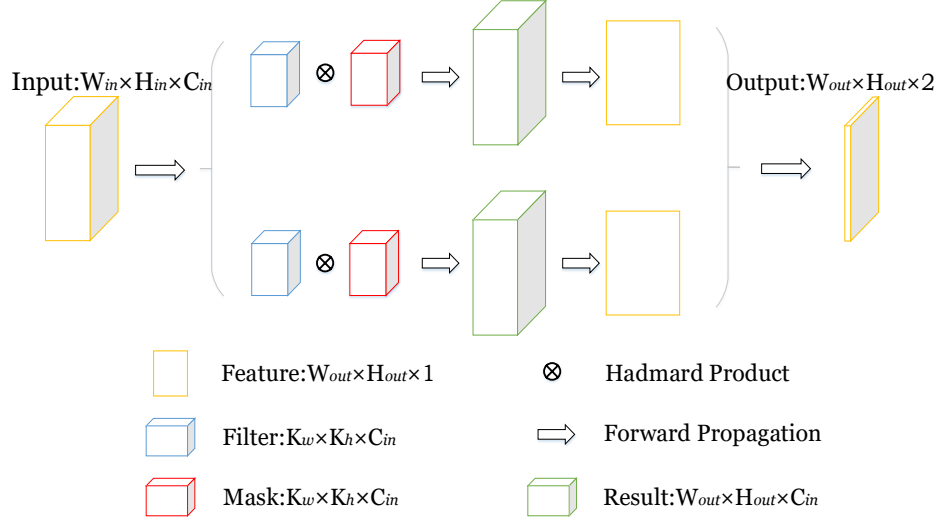 Input:Win×Hin×Cin
Output:Wout×Hout×2
Feature:Wout×Hout×1
Hadmard Product
Filter:Kw×Kh×Cin
Forward Propagation
Mask:Kw×Kh×Cin
Result:Wout×Hout×Cin